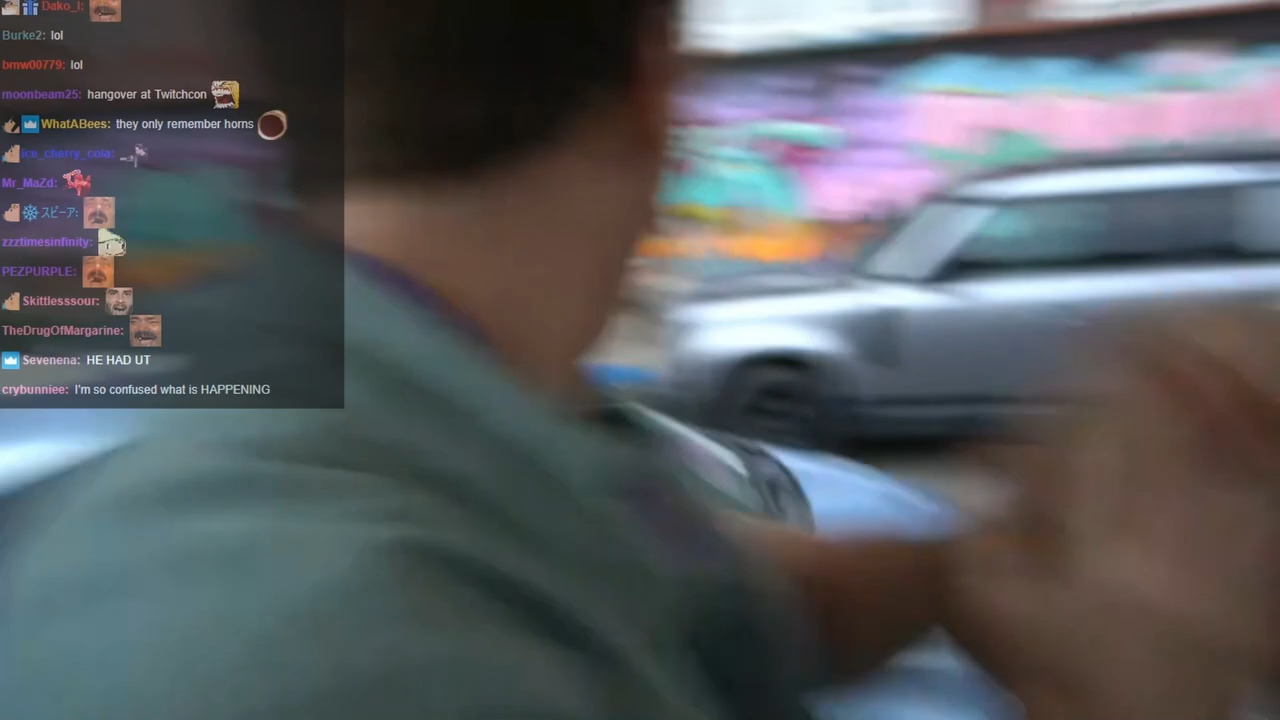 Dako_I:
Burke2: lol
bmw00779: lol
moonbeam25: hangover at Twitchcon
WhatABees: they only remember horns
ice_cherry_cola:
Mr_MaZd:
スピーア:
zzztimesinfinity:
PEZPURPLE:
Skittlesssour:
TheDrugOfMargarine:
Sevenena: HE HAD UT
crybunniee: I'm so confused what is HAPPENING